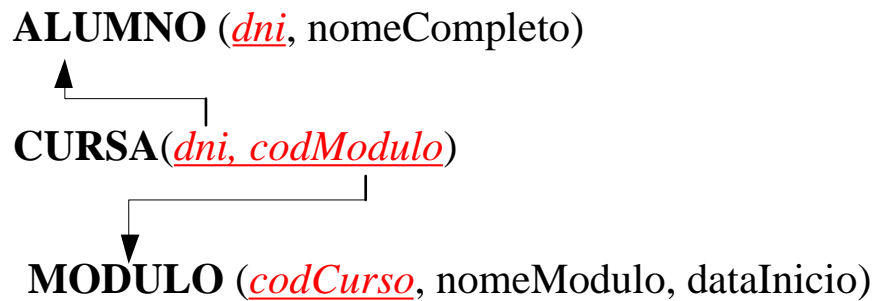 ALUMNO (dni, nomeCompleto)
CURSA(dni, codModulo)
MODULO (codCurso, nomeModulo, dataInicio)